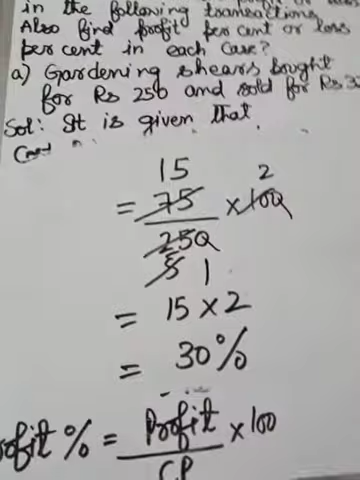 in the following transactions
Also find profit per cent or loss
per cent in each case?
a) Gardening shears bought
for Rs 250 and sold for Rs 3
Sol: It is given that
15 2
= 75 × 100
250
5 1
= 15 × 2
= 30%
ofit % = Profit × 100
CP